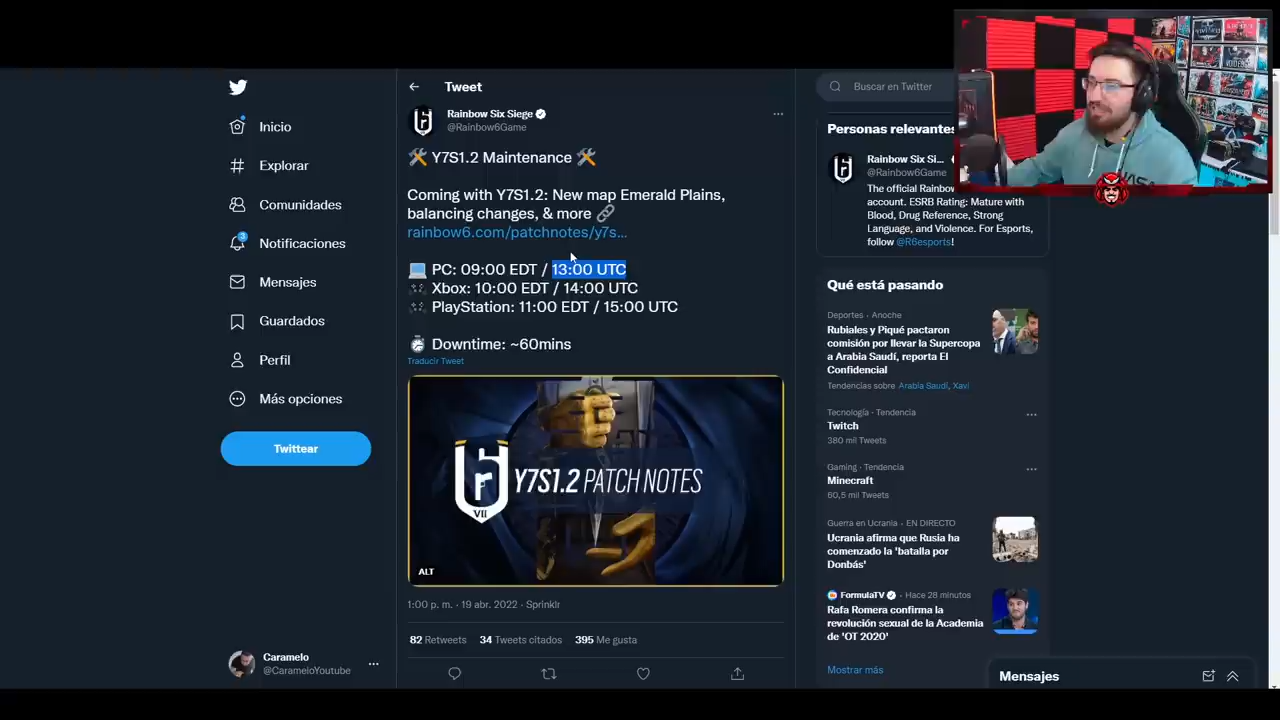 Tweet
Buscar en Twitter
Inicio
Explorar
Comunidades
3
Notificaciones
Mensajes
Guardados
Perfil
Más opciones
Twittear
Caramelo
@CarameloYoutube
Rainbow Six Siege
@Rainbow6Game
Y7S1.2 Maintenance
Coming with Y7S1.2: New map Emerald Plains,
balancing changes, & more
rainbow6.com/patchnotes/y7s...
PC: 09:00 EDT / 13:00 UTC
Xbox: 10:00 EDT / 14:00 UTC
PlayStation: 11:00 EDT / 15:00 UTC
Downtime: ~60mins
Traducir Tweet
VII
Y7S1.2 PATCH NOTES
ALT
1:00 p. m. · 19 abr. 2022 · Sprinklr
82 Retweets 34 Tweets citados 395 Me gusta
Personas relevantes
Rainbow Six Si...
@Rainbow6Game
The official Rainbow
account. ESRB Rating: Mature with
Blood, Drug Reference, Strong
Language, and Violence. For Esports,
follow @R6esports!
Qué está pasando
Deportes · Anoche
Rubiales y Piqué pactaron
comisión por llevar la Supercopa
a Arabia Saudí, reporta El
Confidencial
Tendencias sobre Arabia Saudí, Xavi
Tecnología · Tendencia
Twitch
380 mil Tweets
Gaming · Tendencia
Minecraft
60,5 mil Tweets
Guerra en Ucrania · EN DIRECTO
Ucrania afirma que Rusia ha
comenzado la 'batalla por
Donbás'
FormulaTV · Hace 28 minutos
Rafa Romera confirma la
revolución sexual de la Academia
de 'OT 2020'
Mostrar más
Mensajes